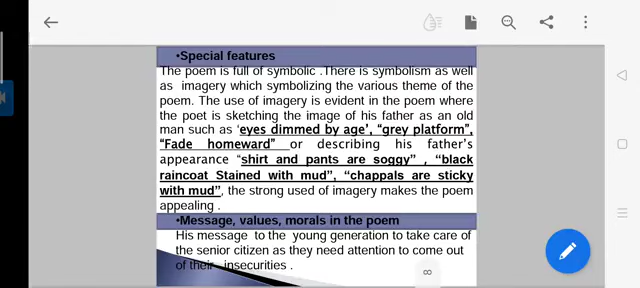 •Special features
The poem is full of symbolic .There is symbolism as well
as imagery which symbolizing the various theme of the
poem. The use of imagery is evident in the poem where
the poet is sketching the image of his father as an old
man such as 'eyes dimmed by age', "grey platform",
"Fade homeward" or describing his father's
appearance "shirt and pants are soggy" , "black
raincoat Stained with mud", "chappals are sticky
with mud", the strong used of imagery makes the poem
appealing .
•Message, values, morals in the poem
His message to the young generation to take care of
the senior citizen as they need attention to come out
of their insecurities .
8